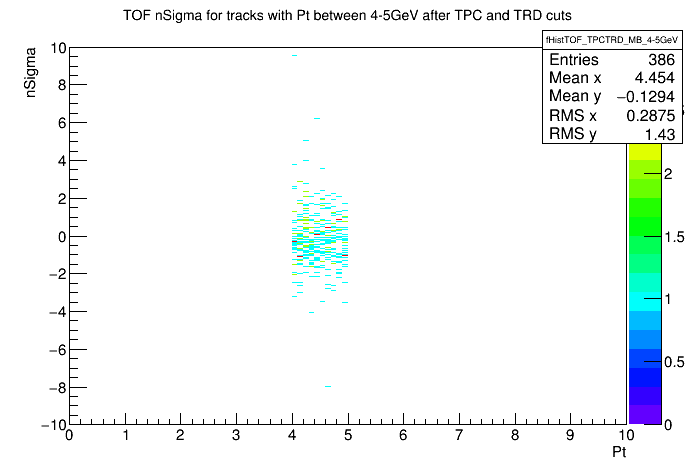 TOF nSigma for tracks with Pt between 4-5GeV after TPC and TRD cuts
fHistTOF_TPCTRD_MB_4-5GeV
Entries 386
Mean x 4.454
Mean y −0.1294
RMS x 0.2875
RMS y 1.43
nSigma
10
8
6
4
2
0
−2
−4
−6
−8
−10
0 1 2 3 4 5 6 7 8 9 10
Pt
2
1.5
1
0.5
0